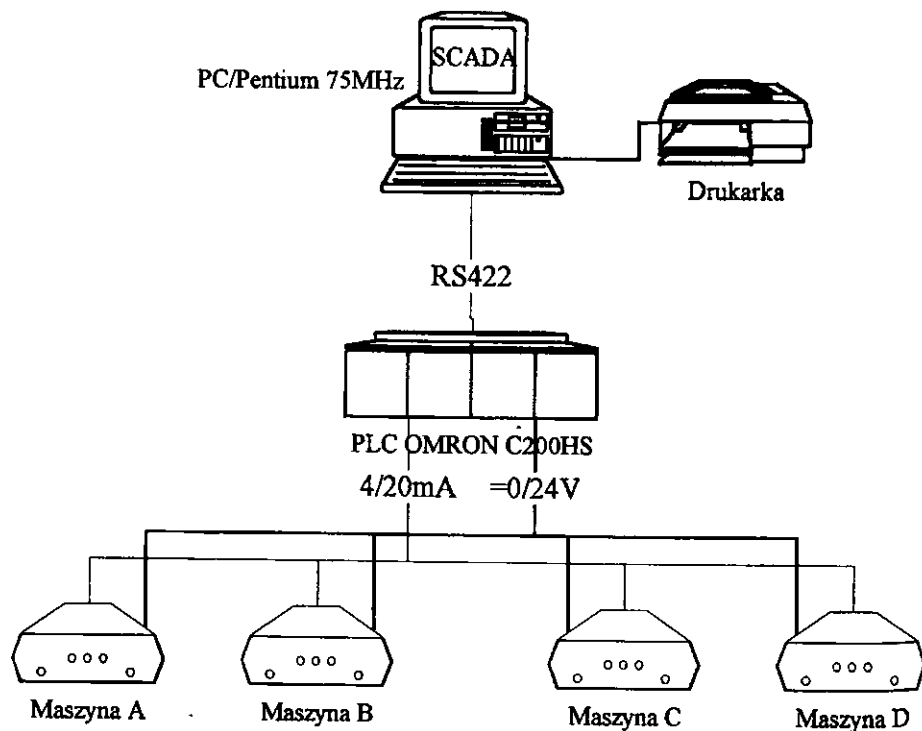 SCADA
PC/Pentium 75MHz
Drukarka
RS422
PLC OMRON C200HS
4/20mA =0/24V
Maszyna A Maszyna B Maszyna C Maszyna D